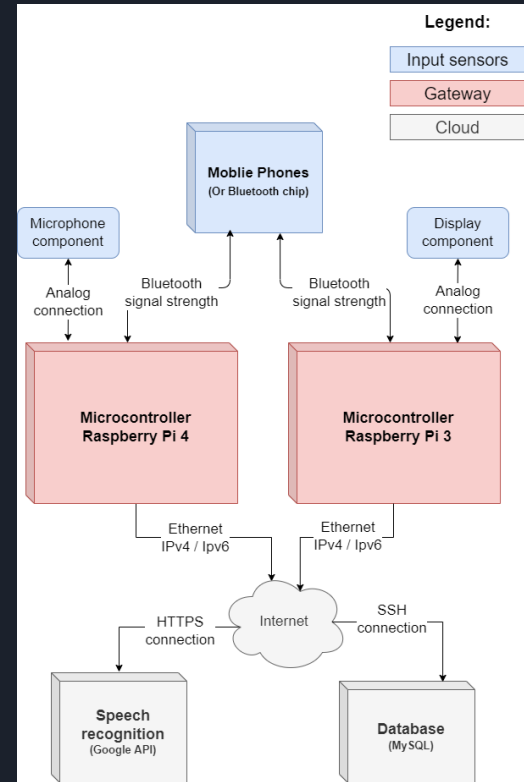 Legend:
Input sensors
Gateway
Cloud
Moblie Phones
(Or Bluetooth chip)
Microphone
component
Display
component
Analog
connection
Bluetooth
signal strength
Bluetooth
signal strength
Analog
connection
Microcontroller
Raspberry Pi 4
Microcontroller
Raspberry Pi 3
Ethernet
IPv4 / Ipv6
Ethernet
IPv4 / Ipv6
Internet
HTTPS
connection
SSH
connection
Speech
recognition
(Google API)
Database
(MySQL)